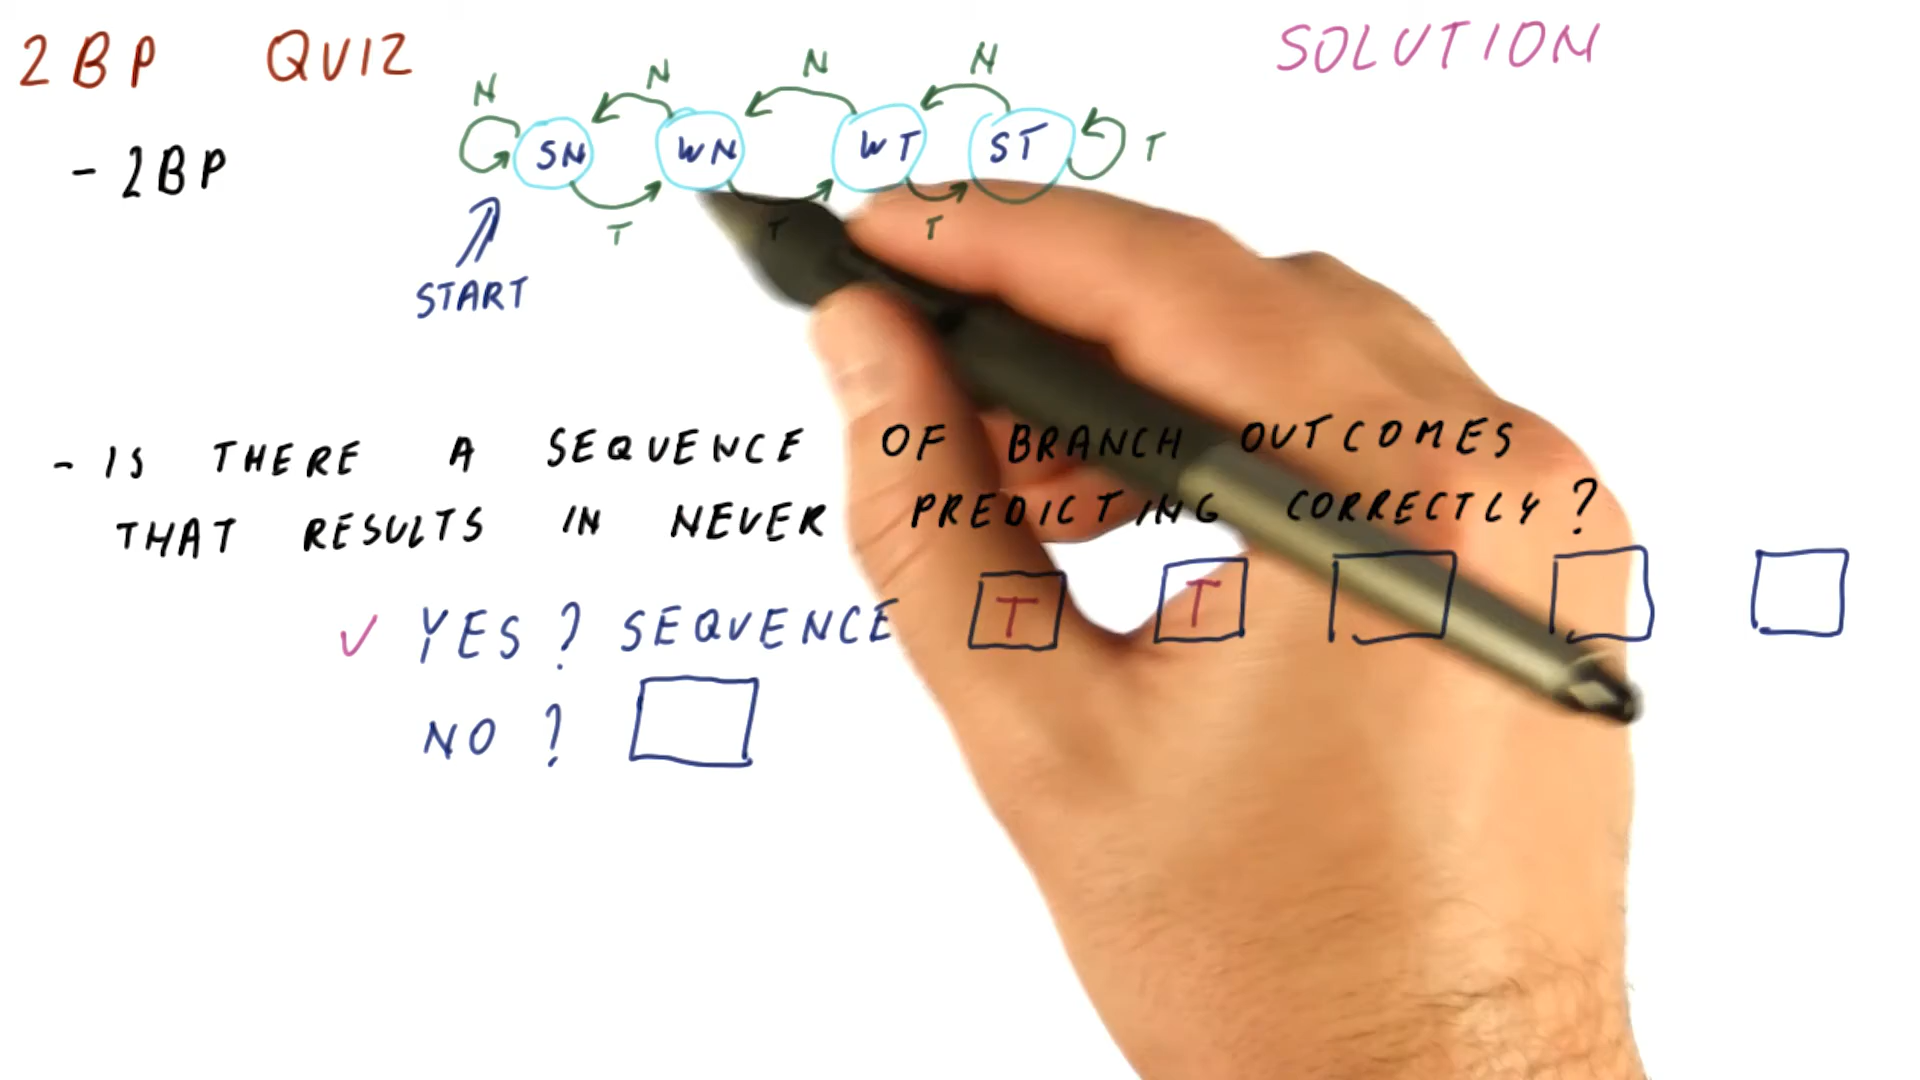 2BP QUIZ SOLUTION
N N N N
- 2BP SN WN WT ST T
T T T
START
- IS THERE A SEQUENCE OF BRANCH OUTCOMES
THAT RESULTS IN NEVER PREDICTING CORRECTLY?
✓ YES? SEQUENCE T T
NO?